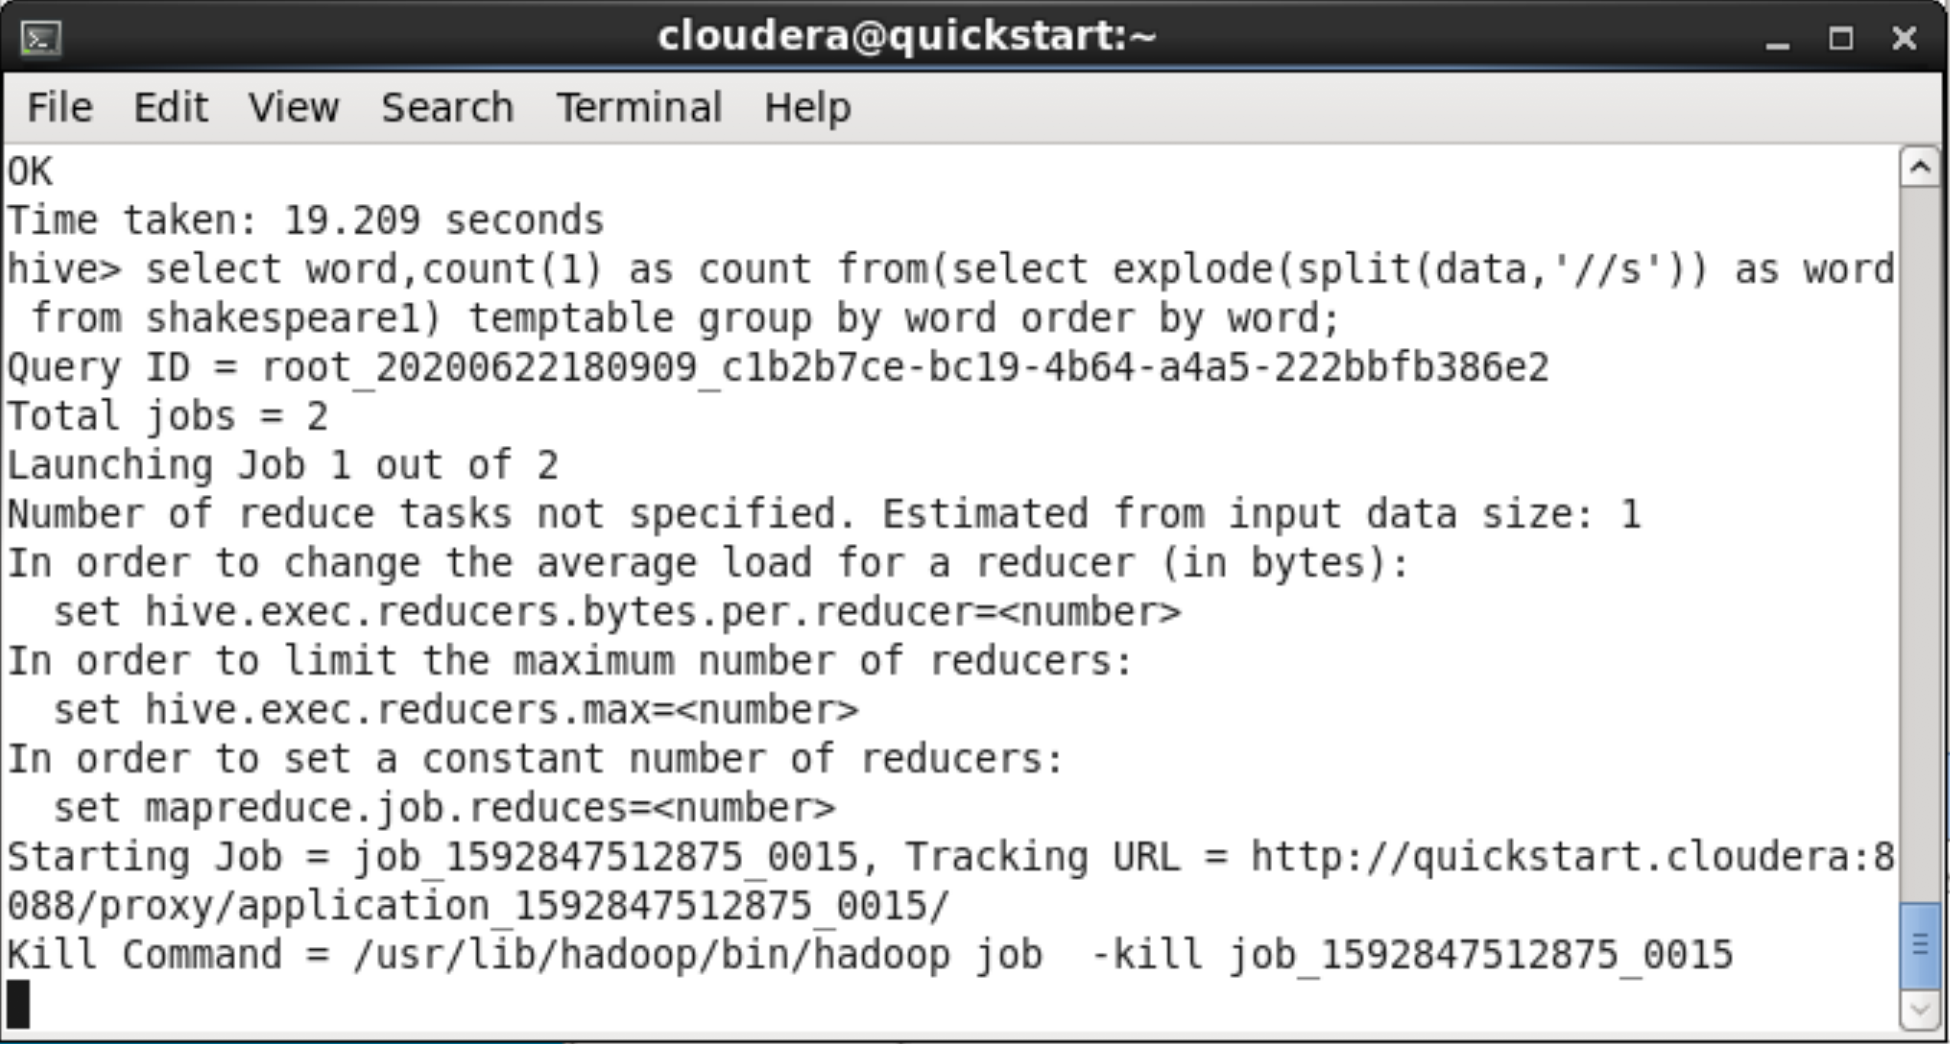 cloudera@quickstart:~
File Edit View Search Terminal Help
OK
Time taken: 19.209 seconds
hive> select word,count(1) as count from(select explode(split(data,'//s')) as word
 from shakespeare1) temptable group by word order by word;
Query ID = root_20200622180909_c1b2b7ce-bc19-4b64-a4a5-222bbfb386e2
Total jobs = 2
Launching Job 1 out of 2
Number of reduce tasks not specified. Estimated from input data size: 1
In order to change the average load for a reducer (in bytes):
  set hive.exec.reducers.bytes.per.reducer=<number>
In order to limit the maximum number of reducers:
  set hive.exec.reducers.max=<number>
In order to set a constant number of reducers:
  set mapreduce.job.reduces=<number>
Starting Job = job_1592847512875_0015, Tracking URL = http://quickstart.cloudera:8
088/proxy/application_1592847512875_0015/
Kill Command = /usr/lib/hadoop/bin/hadoop job  -kill job_1592847512875_0015